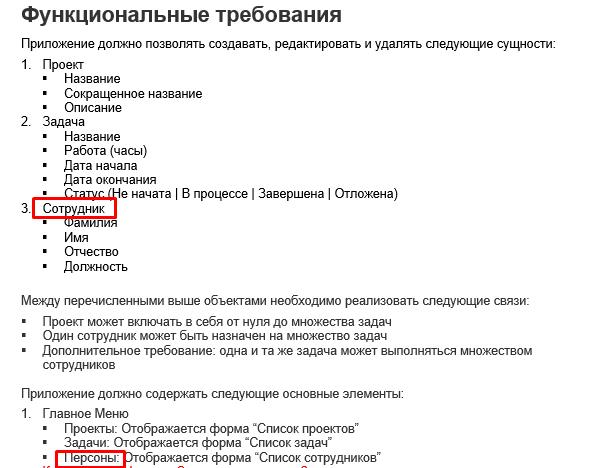 Функциональные требования
Приложение должно позволять создавать, редактировать и удалять следующие сущности:
1. Проект
▪ Название
▪ Сокращенное название
▪ Описание
2. Задача
▪ Название
▪ Работа (часы)
▪ Дата начала
▪ Дата окончания
▪ Статус (Не начата | В процессе | Завершена | Отложена)
3. Сотрудник
▪ Фамилия
▪ Имя
▪ Отчество
▪ Должность
Между перечисленными выше объектами необходимо реализовать следующие связи:
▪ Проект может включать в себя от нуля до множества задач
▪ Один сотрудник может быть назначен на множество задач
▪ Дополнительное требование: одна и та же задача может выполняться множеством
сотрудников
Приложение должно содержать следующие основные элементы:
1. Главное Меню
▪ Проекты: Отображается форма “Список проектов”
▪ Задачи: Отображается форма “Список задач”
▪ Персоны: Отображается форма “Список сотрудников”